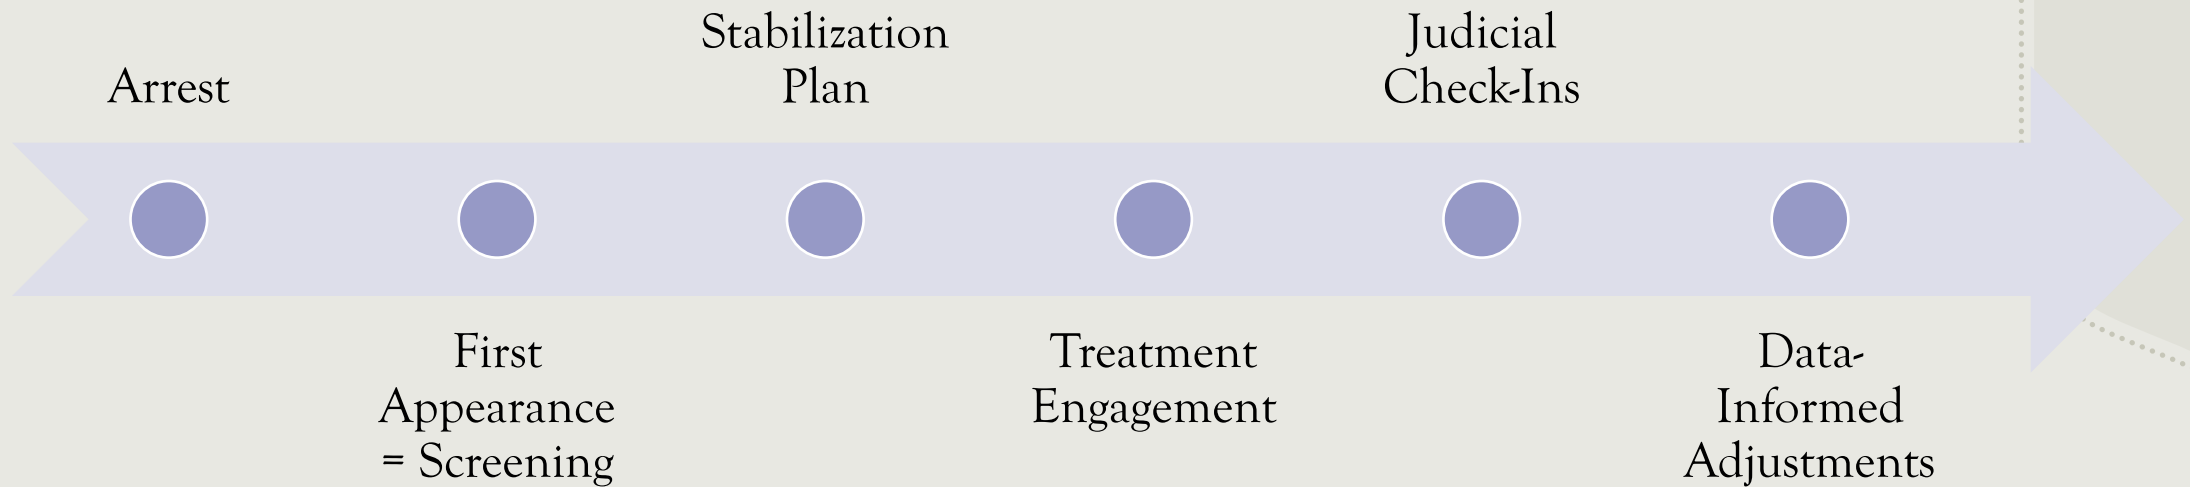 Arrest
First
Appearance
= Screening
Stabilization
Plan
Treatment
Engagement
Judicial
Check-Ins
Data-
Informed
Adjustments